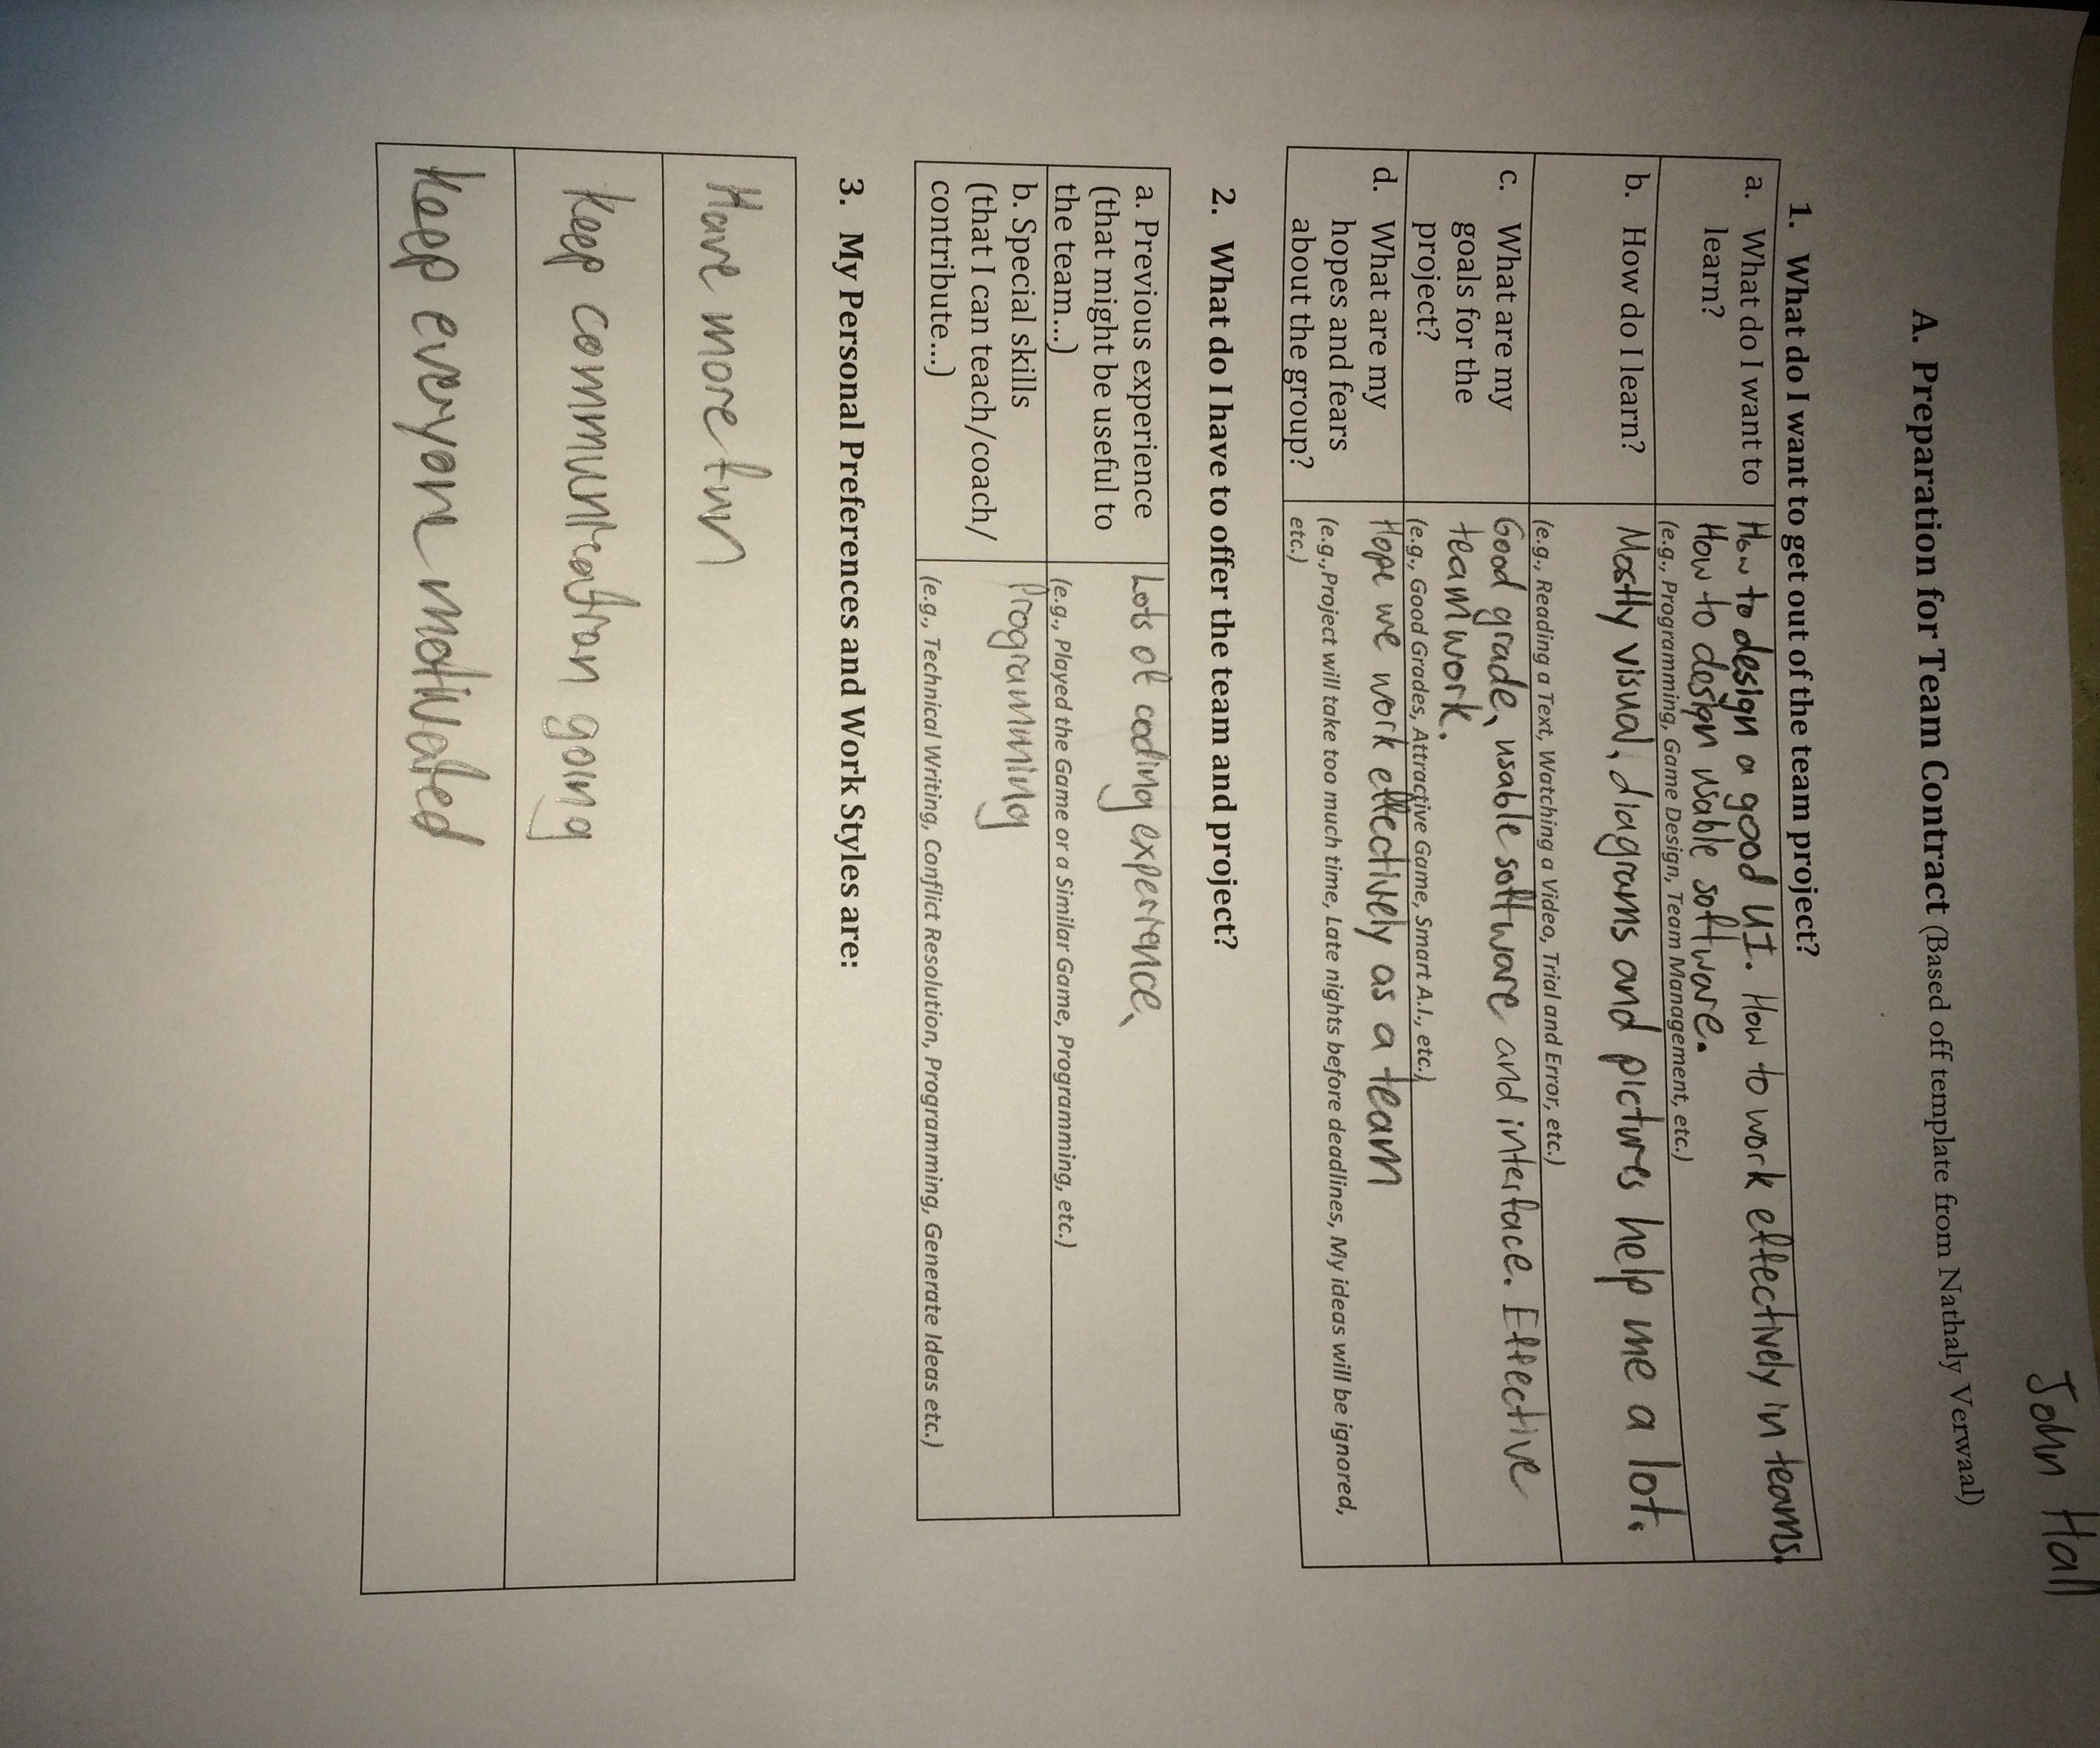 John Hall
A. Preparation for Team Contract (Based off template from Nathaly Verwaal)
1. What do I want to get out of the team project?
a. What do I want to
learn?
How to design a good UI. How to work effectively in teams.
How to design usable software.
(e.g., Programming, Game Design, Team Management, etc.)
b. How do I learn?
Mostly visual, diagrams and pictures help me a lot.
(e.g., Reading a Text, Watching a Video, Trial and Error, etc.)
c. What are my
goals for the
project?
Good grade, usable software and interface. Effective
teamwork.
(e.g., Good Grades, Attractive Game, Smart A.I., etc.)
d. What are my
hopes and fears
about the group?
Hope we work effectively as a team
(e.g.,Project will take too much time, Late nights before deadlines, My ideas will be ignored,
etc.)
2. What do I have to offer the team and project?
a. Previous experience
(that might be useful to
the team...)
Lots of coding experience,
(e.g., Played the Game or a Similar Game, Programming, etc.)
b. Special skills
(that I can teach/coach/
contribute...)
Programming
(e.g., Technical Writing, Conflict Resolution, Programming, Generate Ideas etc.)
3. My Personal Preferences and Work Styles are:
Have more fun
Keep communication going
Keep everyone motivated